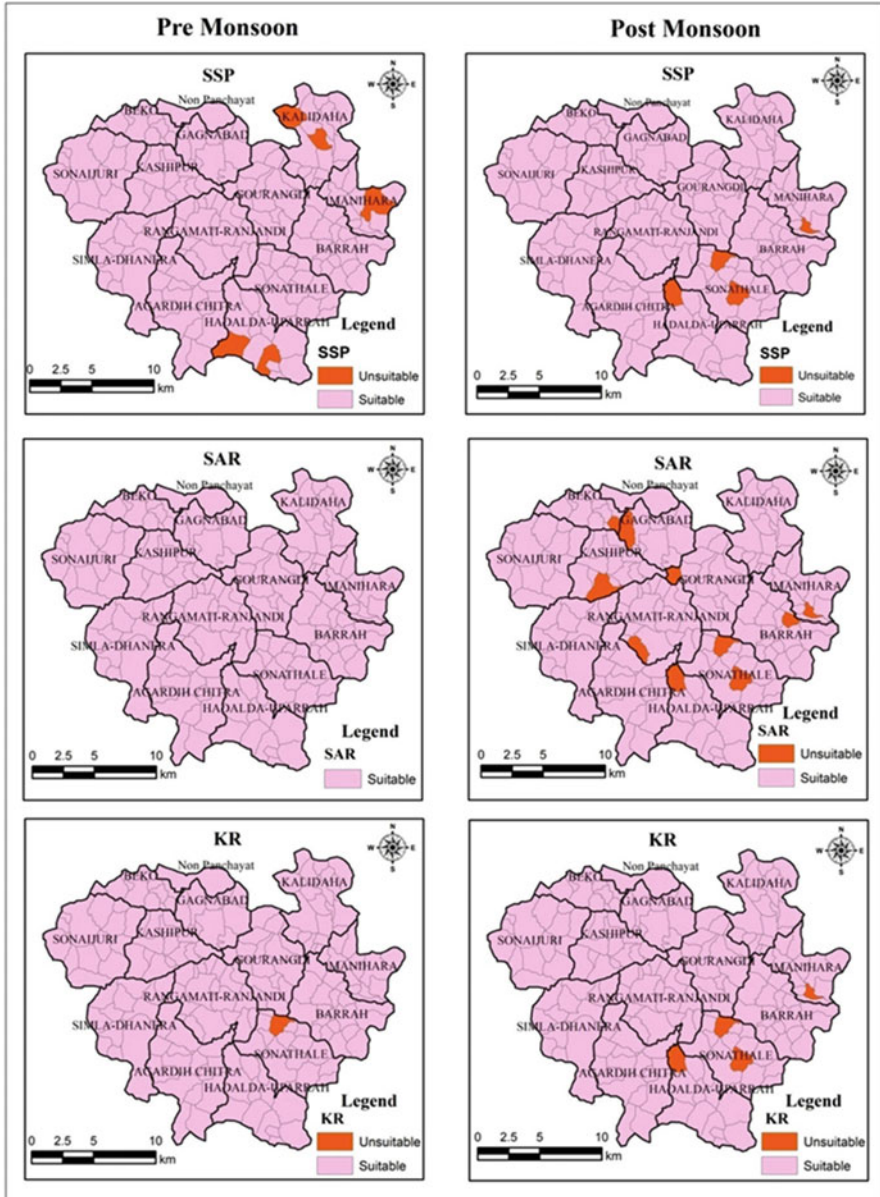 Pre Monsoon
Post Monsoon
SSP
N
W E
S
Non Panchayat
BEKO
KALIDAHA
GAGNABAD
SONAIJURI
KASHIPUR
GOURANGDI
MANIHARA
RANGAMATI-RANJANDI
BARRAH
SIMLA-DHANERA
SONATHALE
AGARDIH CHITRA
HADALDA-UPARRAH
Legend
SSP
0 2.5 5 10
km
Unsuitable
Suitable
SSP
N
W E
S
Non Panchayat
BEKO
KALIDAHA
GAGNABAD
SONAIJURI
KASHIPUR
GOURANGDI
MANIHARA
RANGAMATI-RANJANDI
BARRAH
SIMLA-DHANERA
SONATHALE
AGARDIH CHITRA
HADALDA-UPARRAH
Legend
SSP
0 2.5 5 10
km
Unsuitable
Suitable
SAR
N
W E
S
Non Panchayat
BEKO
KALIDAHA
GAGNABAD
SONAIJURI
KASHIPUR
GOURANGDI
MANIHARA
RANGAMATI-RANJANDI
BARRAH
SIMLA-DHANERA
SONATHALE
AGARDIH CHITRA
HADALDA-UPARRAH
Legend
SAR
0 2.5 5 10
km
Suitable
SAR
N
W E
S
Non Panchayat
BEKO
KALIDAHA
GAGNABAD
SONAIJURI
KASHIPUR
GOURANGDI
MANIHARA
RANGAMATI-RANJANDI
BARRAH
SIMLA-DHANERA
SONATHALE
AGARDIH CHITRA
HADALDA-UPARRAH
Legend
SAR
0 2.5 5 10
km
Unsuitable
Suitable
KR
N
W E
S
Non Panchayat
BEKO
KALIDAHA
GAGNABAD
SONAIJURI
KASHIPUR
GOURANGDI
MANIHARA
RANGAMATI-RANJANDI
BARRAH
SIMLA-DHANERA
SONATHALE
AGARDIH CHITRA
HADALDA-UPARRAH
Legend
KR
0 2.5 5 10
km
Unsuitable
Suitable
KR
N
W E
S
Non Panchayat
BEKO
KALIDAHA
GAGNABAD
SONAIJURI
KASHIPUR
GOURANGDI
MANIHARA
RANGAMATI-RANJANDI
BARRAH
SIMLA-DHANERA
SONATHALE
AGARDIH CHITRA
HADALDA-UPARRAH
Legend
KR
0 2.5 5 10
km
Unsuitable
Suitable